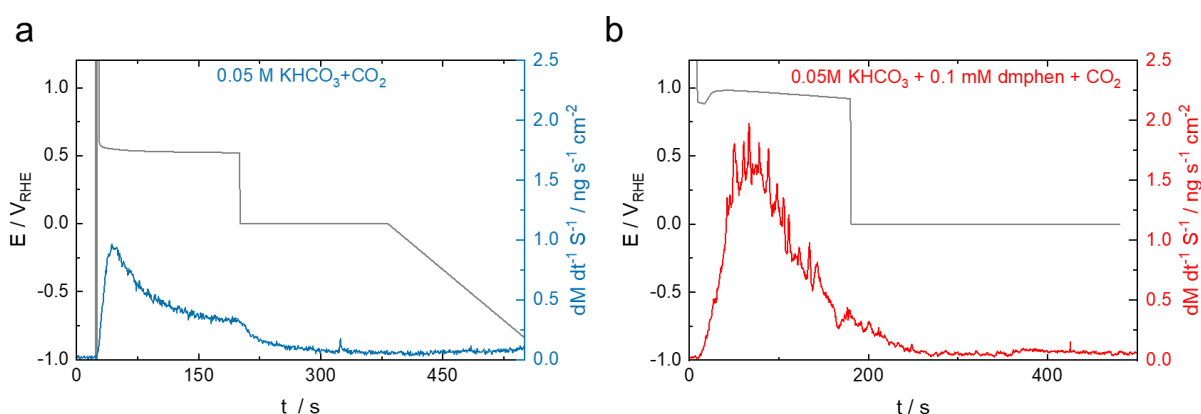 a
0.05 M KHCO₃+CO₂
E / V_RHE
1.0
0.5
0.0
-0.5
-1.0
2.5
2.0
1.5
1.0
0.5
0.0
dM dt⁻¹ S⁻¹ / ng s⁻¹ cm⁻²
0 150 300 450
t / s
b
0.05M KHCO₃ + 0.1 mM dmphen + CO₂
E / V_RHE
1.0
0.5
0.0
-0.5
-1.0
2.5
2.0
1.5
1.0
0.5
0.0
dM dt⁻¹ S⁻¹ / ng s⁻¹ cm⁻²
0 200 400
t / s